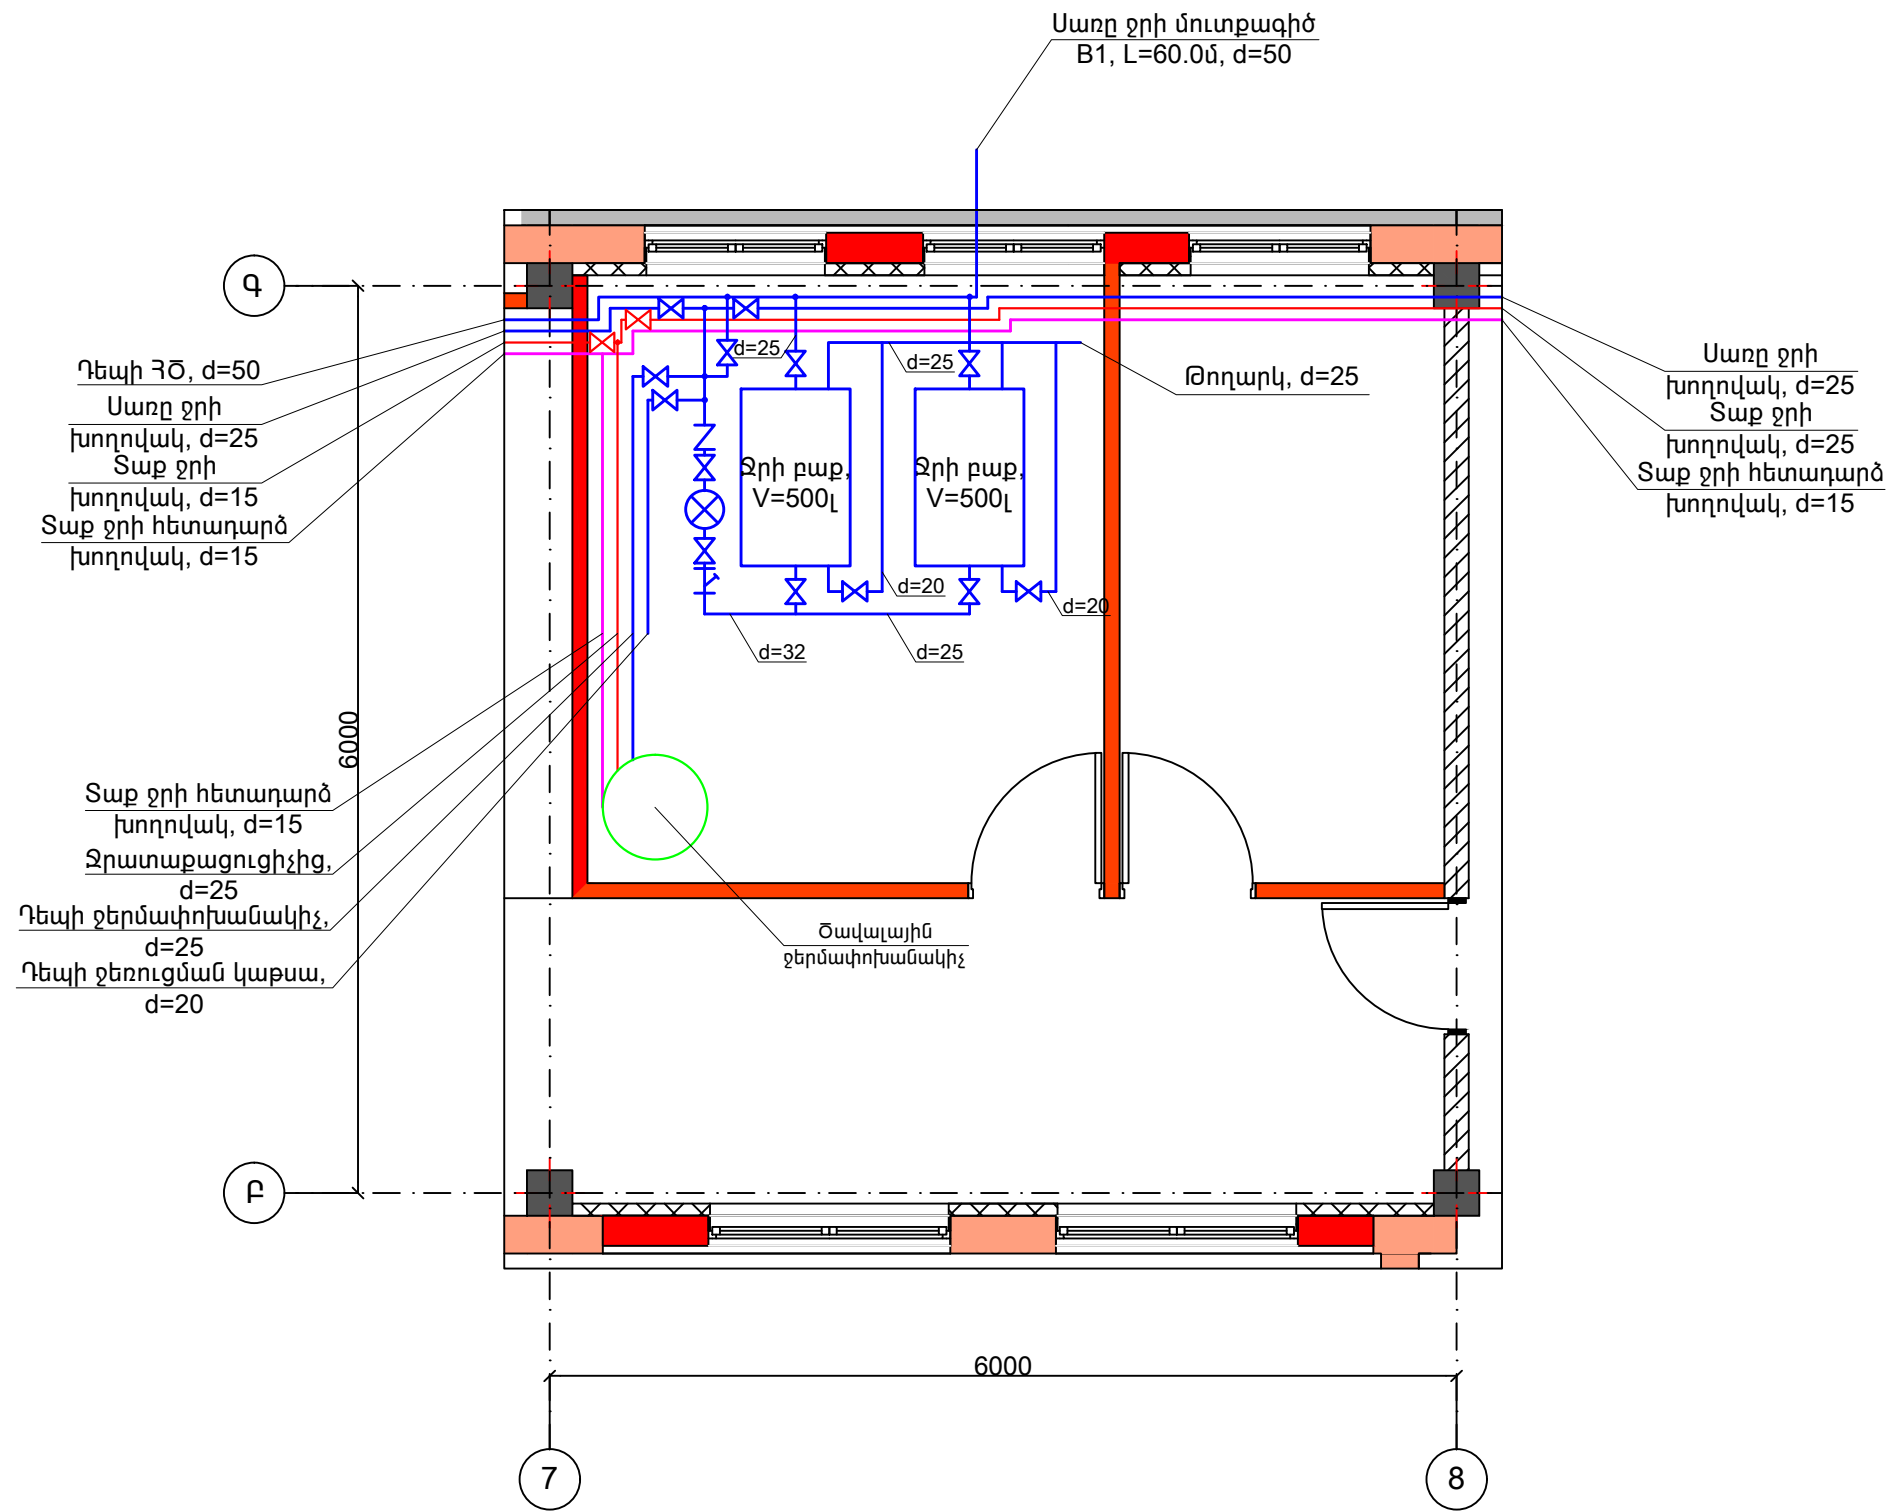 Սառը ջրի մուտքագիծ
B1, L=60.0մ, d=50
Գ
Դեպի ՀԾ, d=50
Սառը ջրի
խողովակ, d=25
Տաք ջրի
խողովակ, d=15
Տաք ջրի հետադարձ
խողովակ, d=15
d=25
d=25
Թողարկ, d=25
Սառը ջրի
խողովակ, d=25
Տաք ջրի
խողովակ, d=25
Տաք ջրի հետադարձ
խողովակ, d=15
Ջրի բաք,
V=500լ
Ջրի բաք,
V=500լ
d=20
d=20
d=32
d=25
6000
Տաք ջրի հետադարձ
խողովակ, d=15
Ջրատաքացուցիչից,
d=25
Դեպի ջերմափոխանակիչ,
d=25
Դեպի ջեռուցման կաթսա,
d=20
Ծավալային
ջերմափոխանակիչ
Բ
6000
7
8